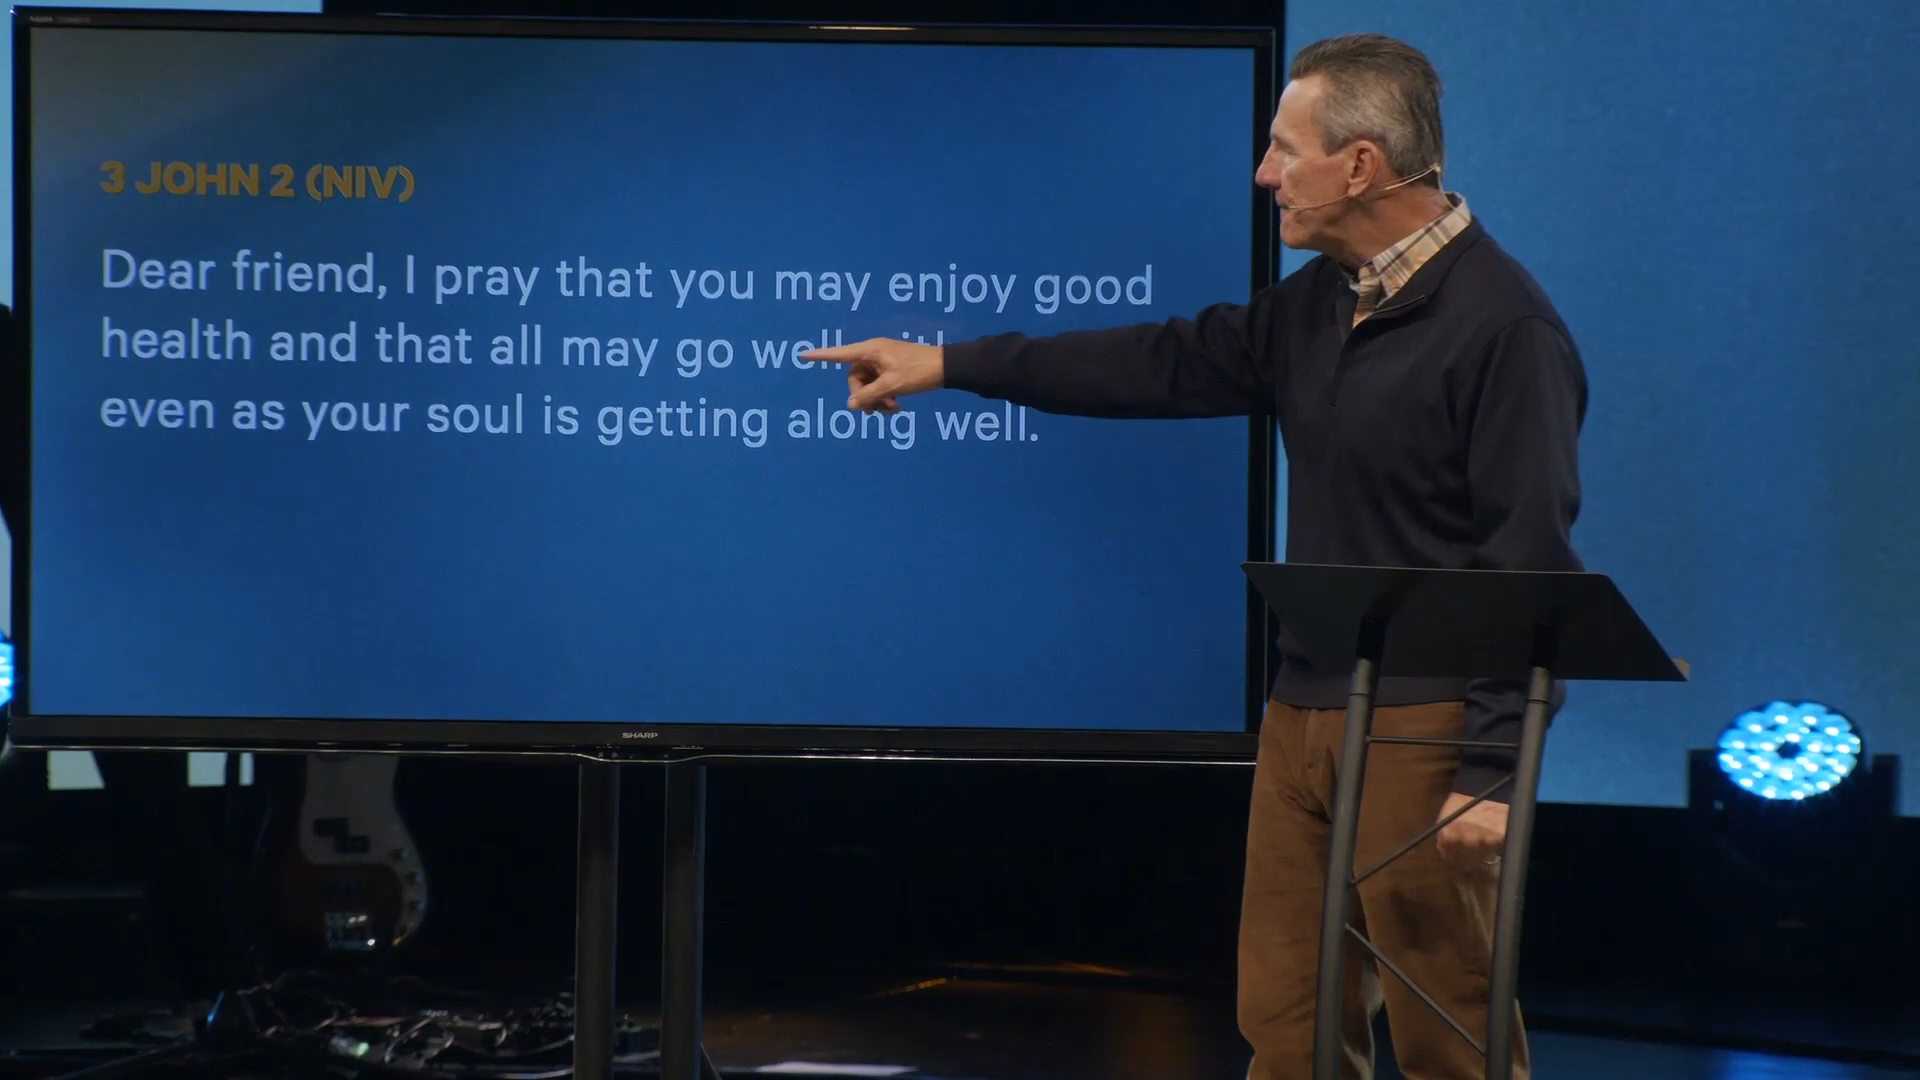 3 JOHN 2 (NIV)
Dear friend, I pray that you may enjoy good
health and that all may go well
even as your soul is getting along well.
SHARP